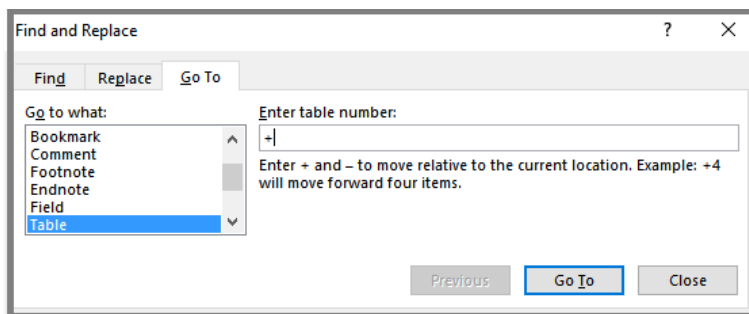 Find and Replace ? X
Find Replace Go To
Go to what:
Bookmark
Comment
Footnote
Endnote
Field
Table
Enter table number:
+
Enter + and – to move relative to the current location. Example: +4
will move forward four items.
Previous Go To Close